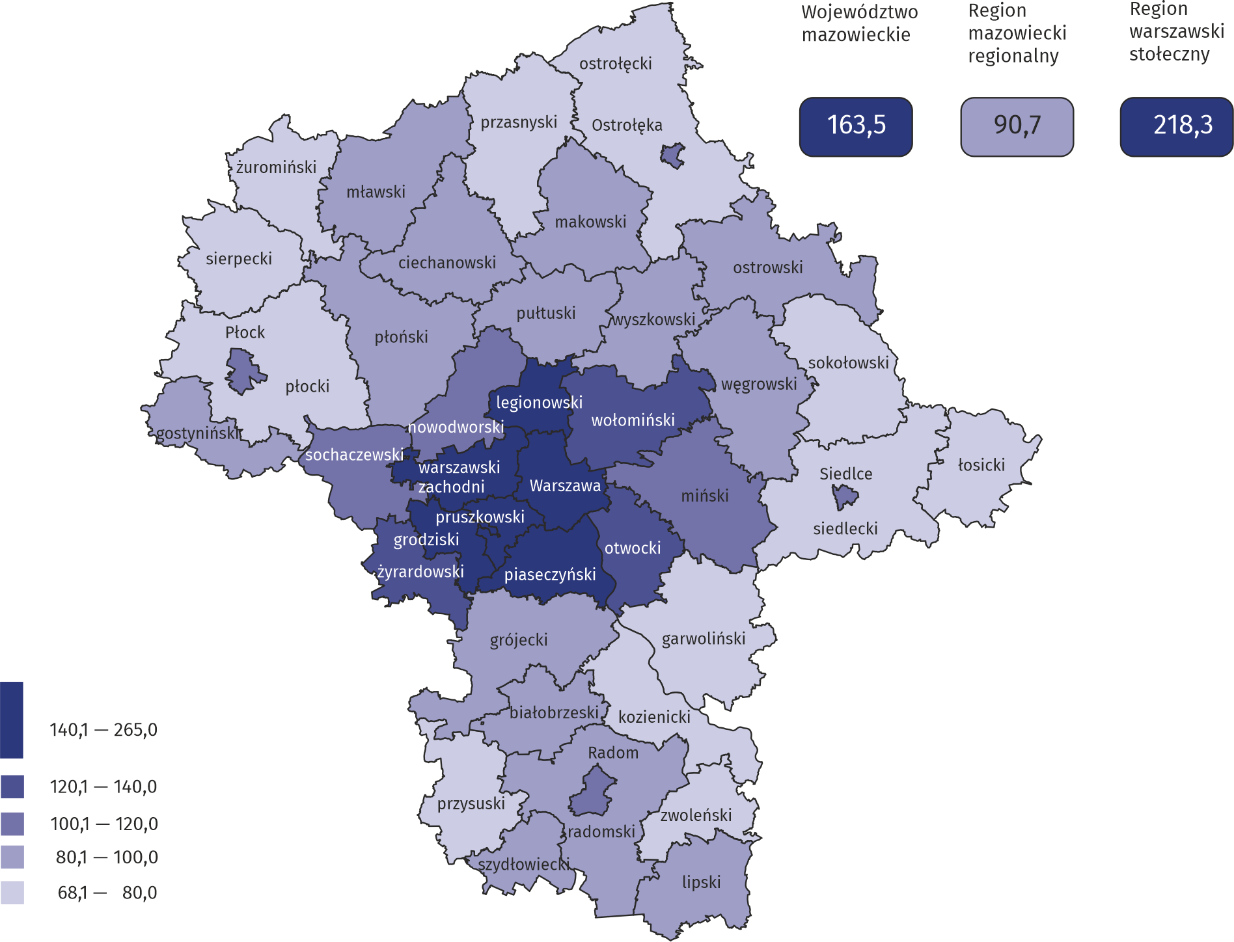 Województwo
mazowieckie
Region
mazowiecki
regionalny
Region
warszawski
stołeczny
163,5
90,7
218,3
ostrołęcki
przasnyski
Ostrołęka
żuromiński
mławski
makowski
sierpecki
ciechanowski
ostrowski
pułtuski
wyszkowski
Płock
płoński
sokołowski
płocki
węgrowski
legionowski
wołomiński
gostyniński
nowodworski
sochaczewski
warszawski
zachodni
Warszawa
miński
Siedlce
łosicki
siedlecki
pruszkowski
grodziski
otwocki
żyrardowski
piaseczyński
grójecki
garwoliński
białobrzeski
kozienicki
Radom
przysuski
zwoleński
radomski
szydłowiecki
lipski
140,1 — 265,0
120,1 — 140,0
100,1 — 120,0
80,1 — 100,0
68,1 — 80,0